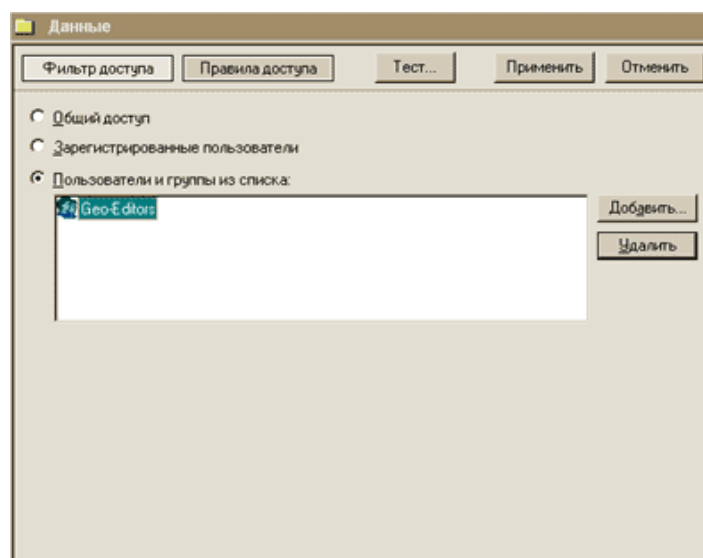 Данные
Фильтр доступа Правила доступа Тест... Применить Отменить
Общий доступ
Зарегистрированные пользователи
Пользователи и группы из списка:
Geo-Editors Добавить...
Удалить